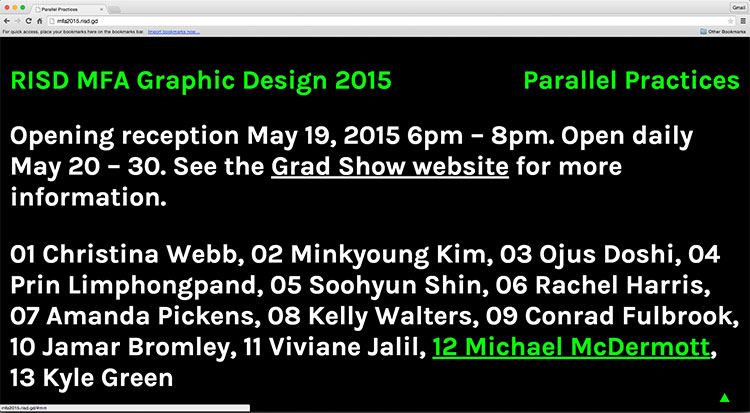 Parallel Practices
Gmail
mfa2015.risd.gd
For quick access, place your bookmarks here on the bookmarks bar. Import bookmarks now...
Other Bookmarks
RISD MFA Graphic Design 2015
Parallel Practices
Opening reception May 19, 2015 6pm – 8pm. Open daily
May 20 – 30. See the Grad Show website for more
information.
01 Christina Webb, 02 Minkyoung Kim, 03 Ojus Doshi, 04
Prin Limphongpand, 05 Soohyun Shin, 06 Rachel Harris,
07 Amanda Pickens, 08 Kelly Walters, 09 Conrad Fulbrook,
10 Jamar Bromley, 11 Viviane Jalil, 12 Michael McDermott,
13 Kyle Green
mfa2015.risd.gd/#mm